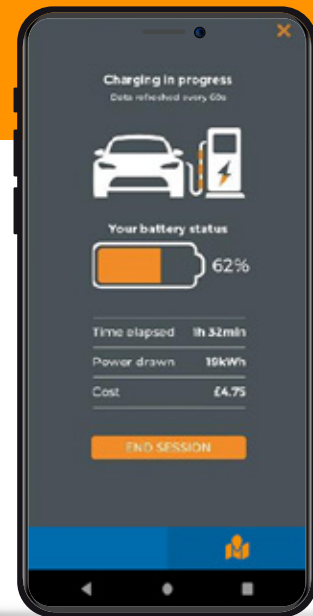 Charging in progress
Data refreshed every 60s
Your battery status
62%
Time elapsed 1h 32min
Power drawn 19kWh
Cost £4.75
END SESSION